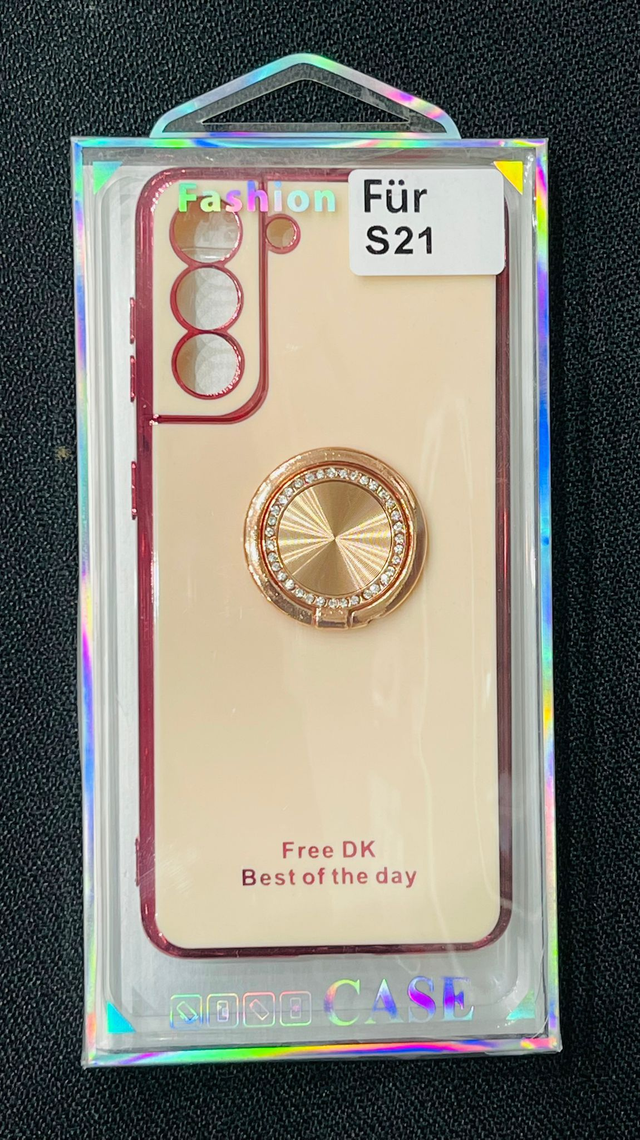 Fashion
Für
S21
Free DK
Best of the day
CASE